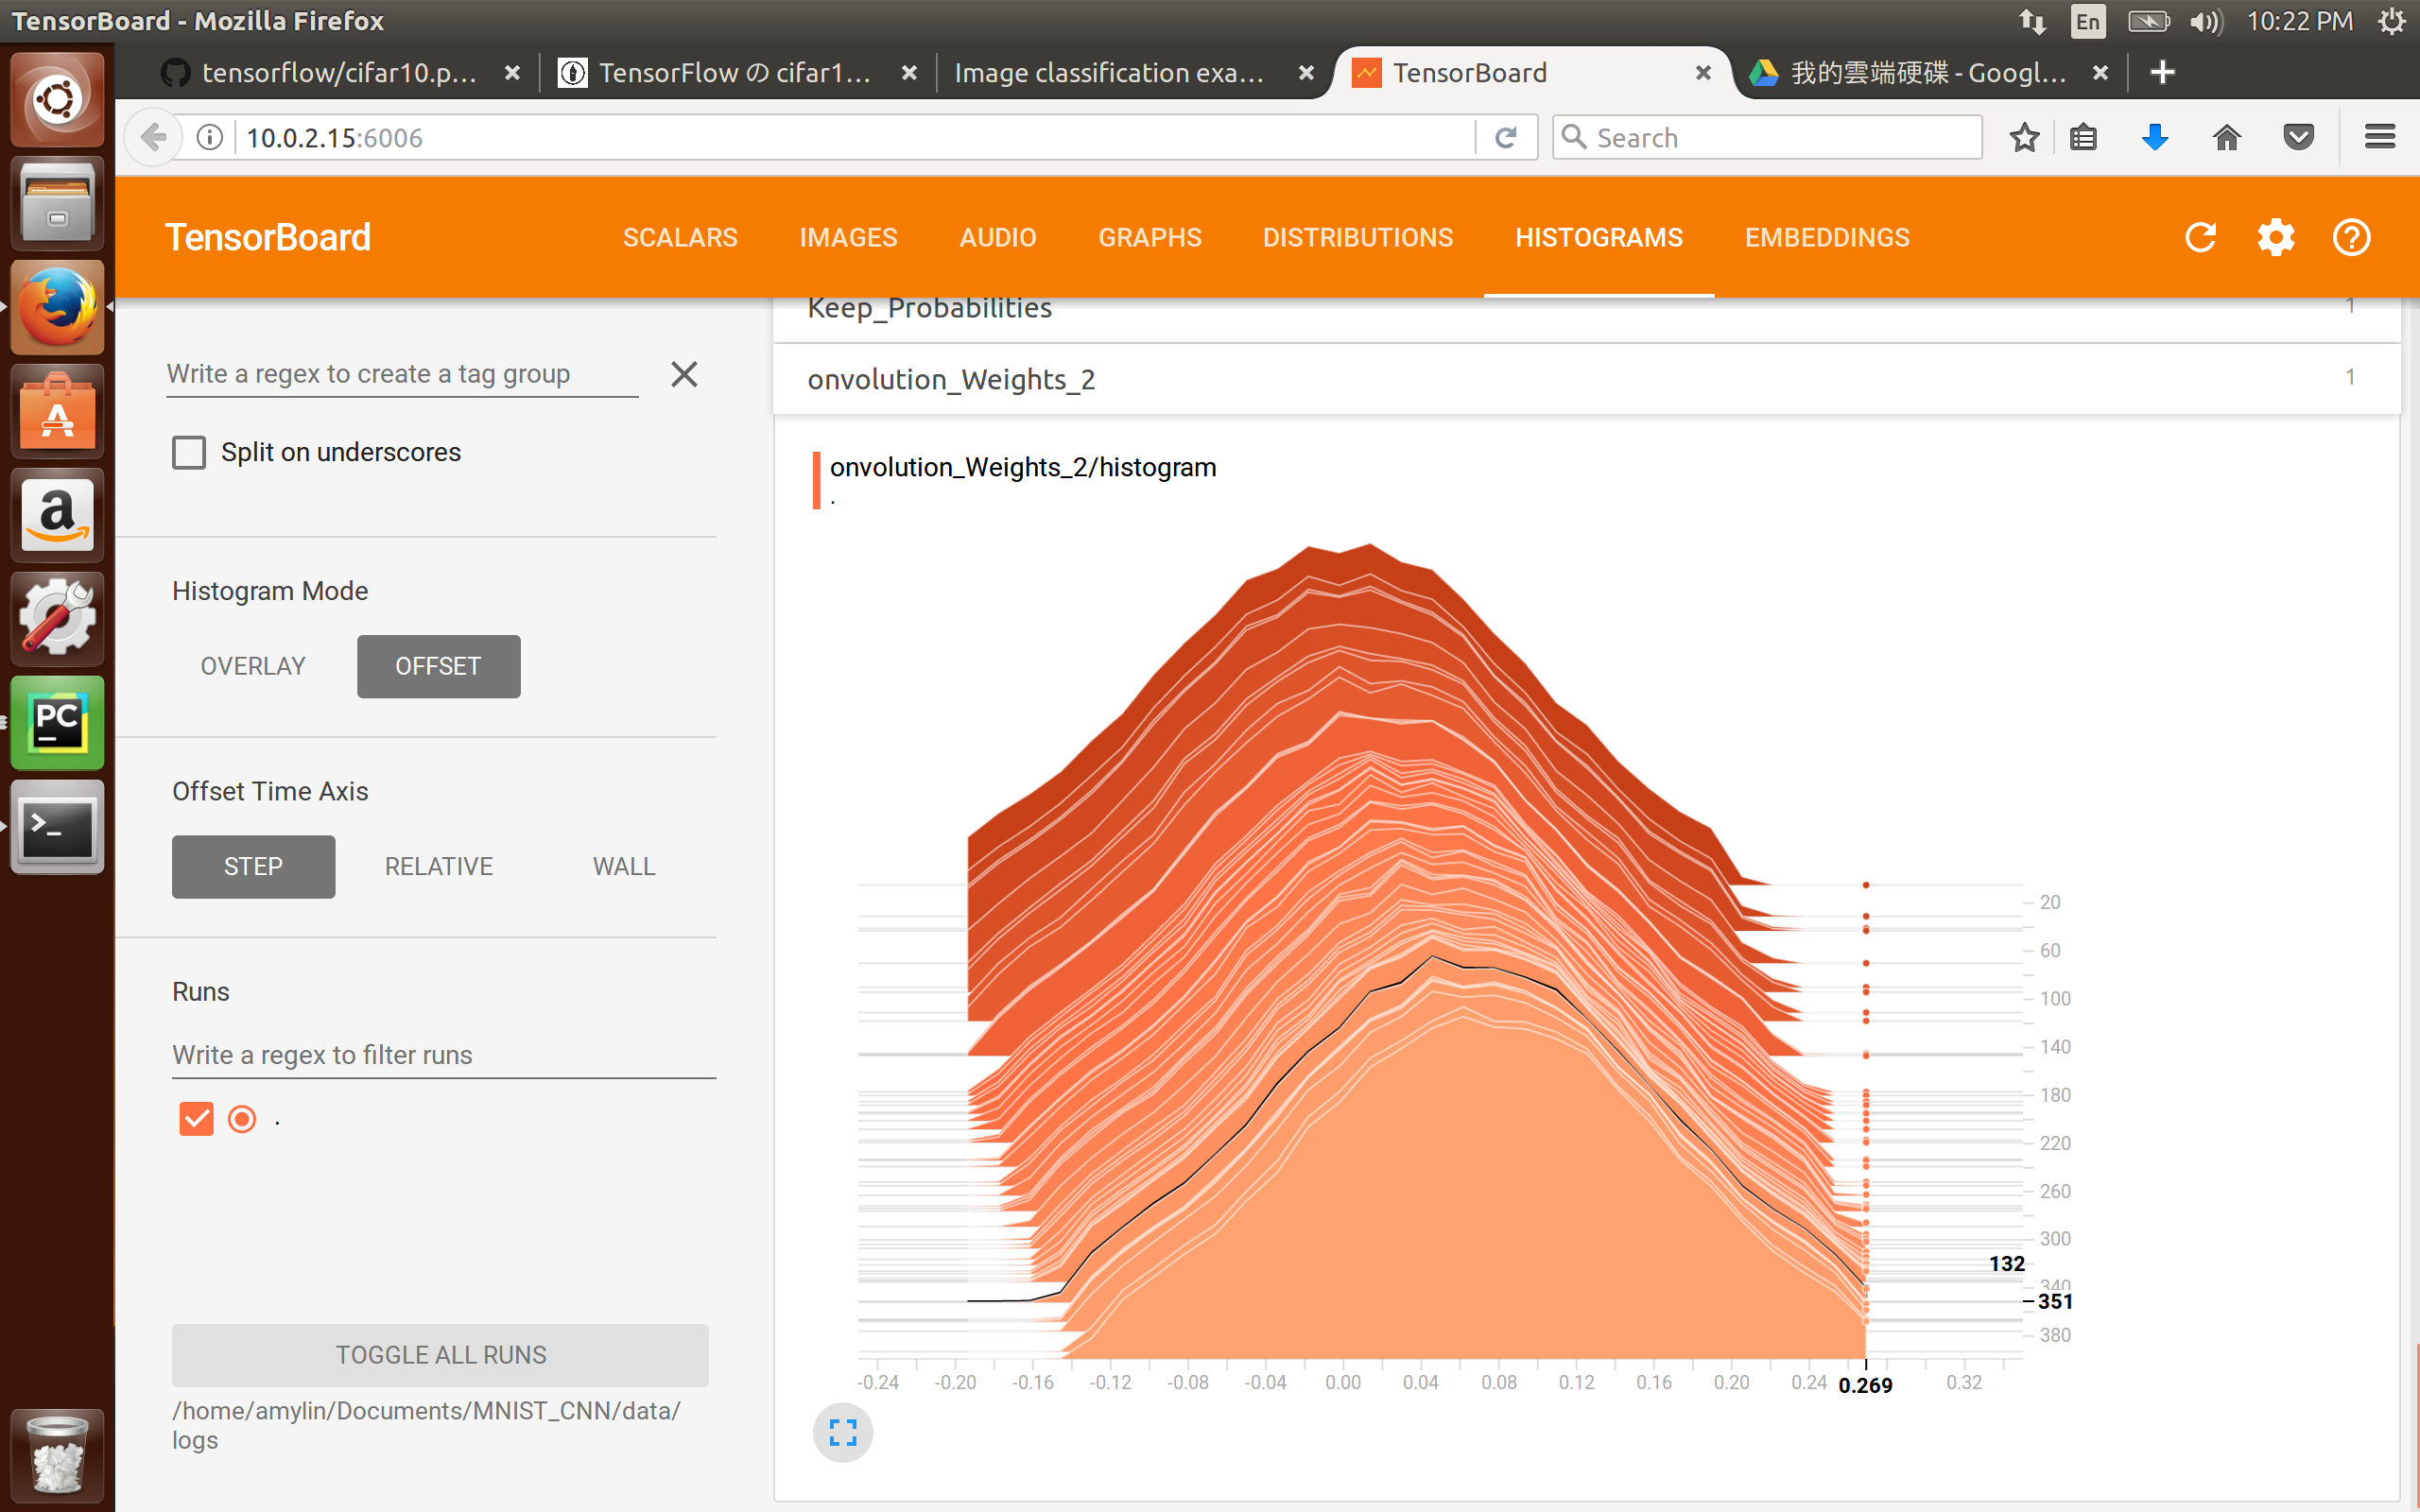 TensorBoard - Mozilla Firefox
En
10:22 PM
tensorflow/cifar10.p...
TensorFlow の cifar1...
Image classification exa...
TensorBoard
我的雲端硬碟 - Googl...
10.0.2.15:6006
Search
TensorBoard
SCALARS
IMAGES
AUDIO
GRAPHS
DISTRIBUTIONS
HISTOGRAMS
EMBEDDINGS
Keep_Probabilities
1
onvolution_Weights_2
1
Write a regex to create a tag group
Split on underscores
Histogram Mode
OVERLAY
OFFSET
Offset Time Axis
STEP
RELATIVE
WALL
Runs
Write a regex to filter runs
.
TOGGLE ALL RUNS
/home/amylin/Documents/MNIST_CNN/data/
logs
onvolution_Weights_2/histogram
.
20
60
100
140
180
220
260
300
132
340
351
380
-0.24
-0.20
-0.16
-0.12
-0.08
-0.04
0.00
0.04
0.08
0.12
0.16
0.20
0.24
0.269
0.32
PC
a
A
>_